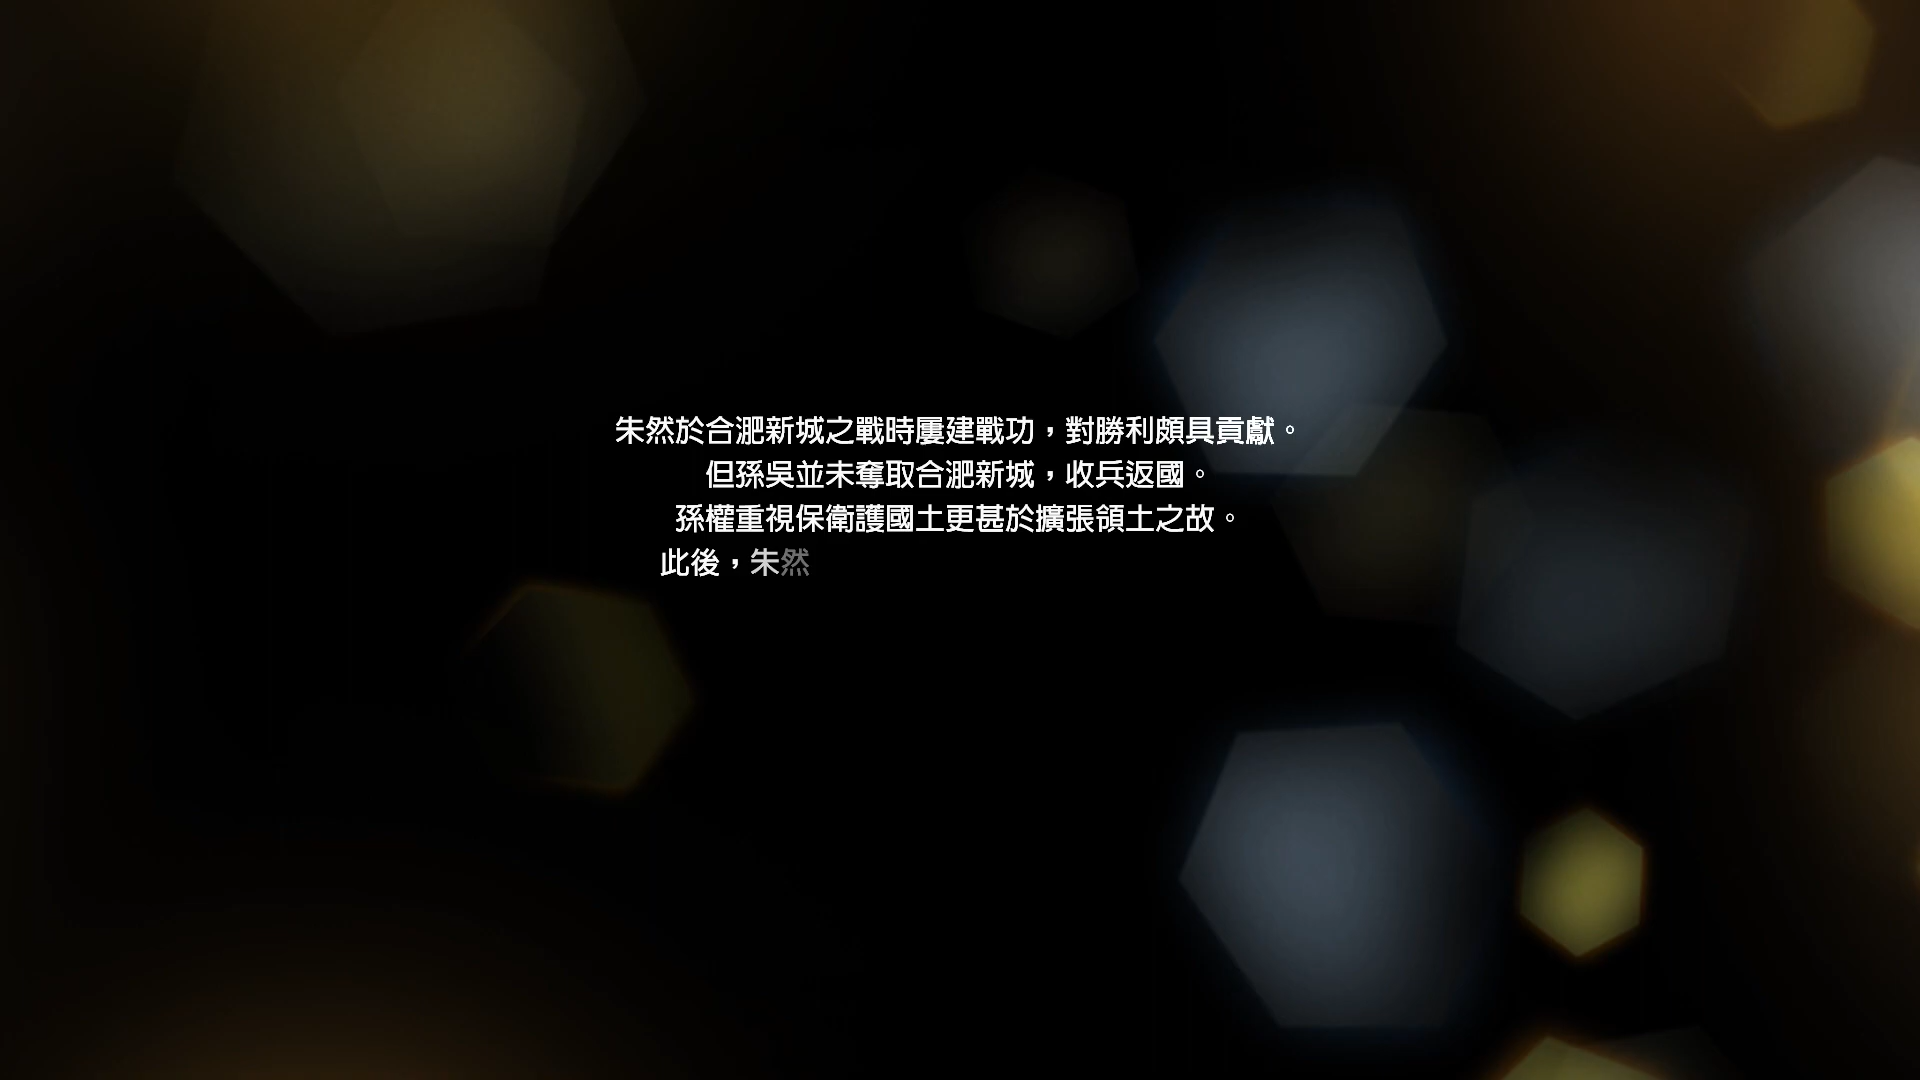 朱然於合淝新城之戰時屢建戰功，對勝利頗具貢獻。
但孫吳並未奪取合淝新城，收兵返國。
孫權重視保衛護國土更甚於擴張領土之故。
此後，朱然